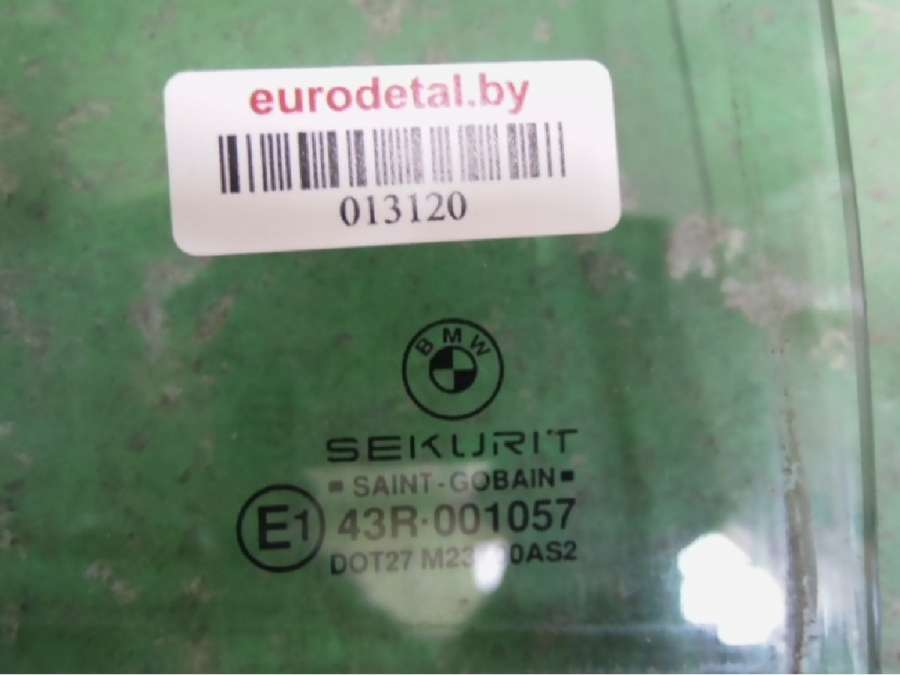 eurodetal.by
013120
BMW
SEKURIT
SAINT-GOBAIN
E1 43R-001057
DOT27